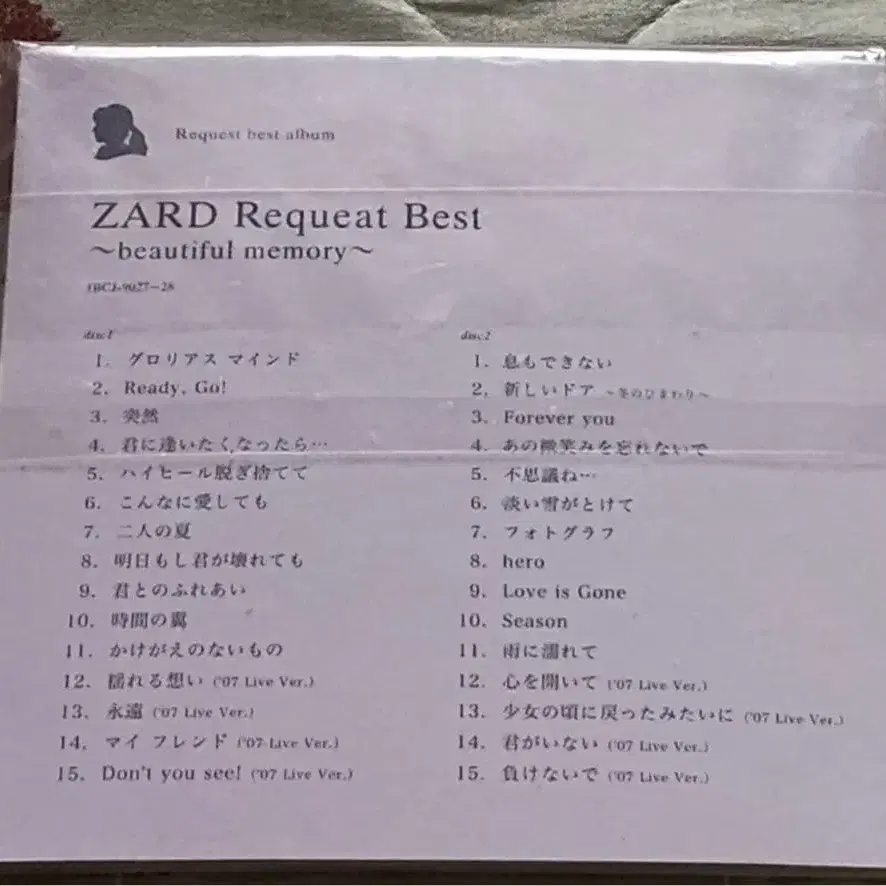 Request best album
ZARD Requeat Best
～beautiful memory～
JBCJ-9027～28
disc1
1. グロリアス マインド
2. Ready, Go!
3. 突然
4. 君に逢いたくなったら…
5. ハイヒール脱ぎ捨てて
6. こんなに愛しても
7. 二人の夏
8. 明日もし君が壊れても
9. 君とのふれあい
10. 時間の翼
11. かけがえのないもの
12. 揺れる想い ('07 Live Ver.)
13. 永遠 ('07 Live Ver.)
14. マイ フレンド ('07 Live Ver.)
15. Don't you see! ('07 Live Ver.)
disc2
1. 息もできない
2. 新しいドア ～冬のひまわり～
3. Forever you
4. あの微笑みを忘れないで
5. 不思議ね…
6. 淡い雪がとけて
7. フォトグラフ
8. hero
9. Love is Gone
10. Season
11. 雨に濡れて
12. 心を開いて ('07 Live Ver.)
13. 少女の頃に戻ったみたいに ('07 Live Ver.)
14. 君がいない ('07 Live Ver.)
15. 負けないで ('07 Live Ver.)